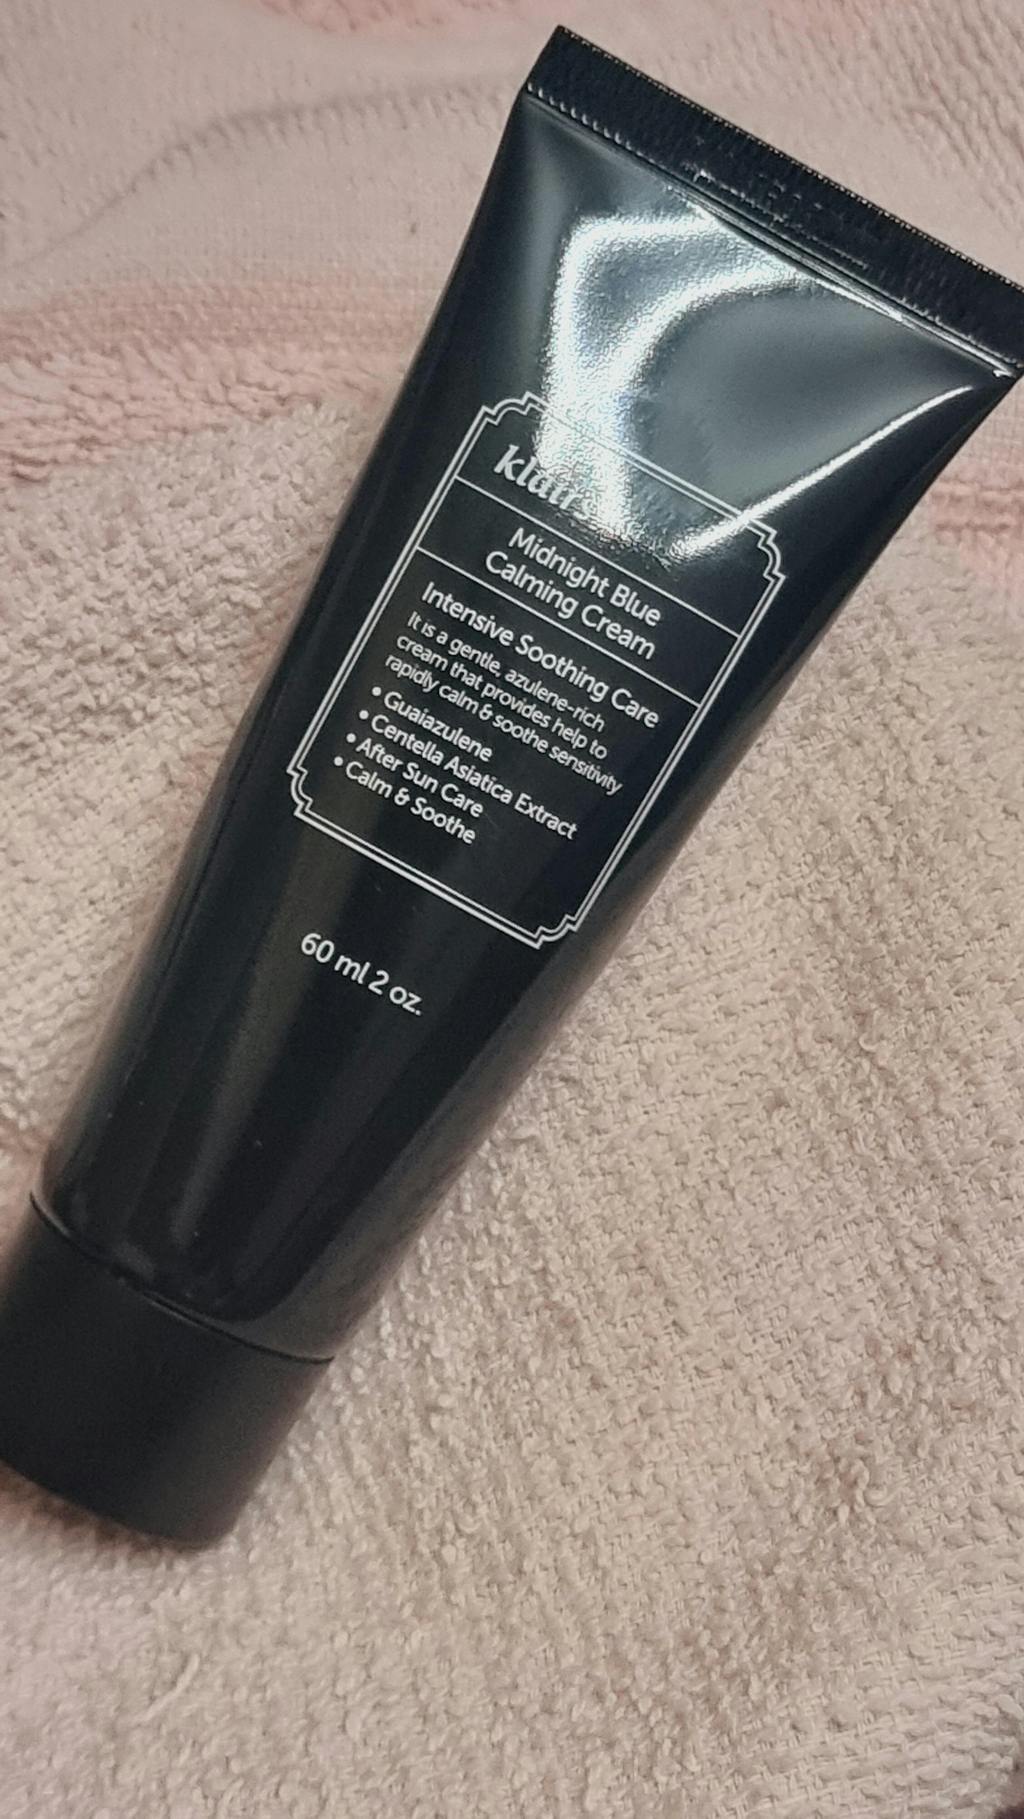 klairs
Midnight Blue
Calming Cream
Intensive Soothing Care
It is a gentle, azulene-rich
cream that provides help to
rapidly calm & soothe sensitivity
• Guaiazulene
• Centella Asiatica Extract
• After Sun Care
• Calm & Soothe
60 ml 2 oz.